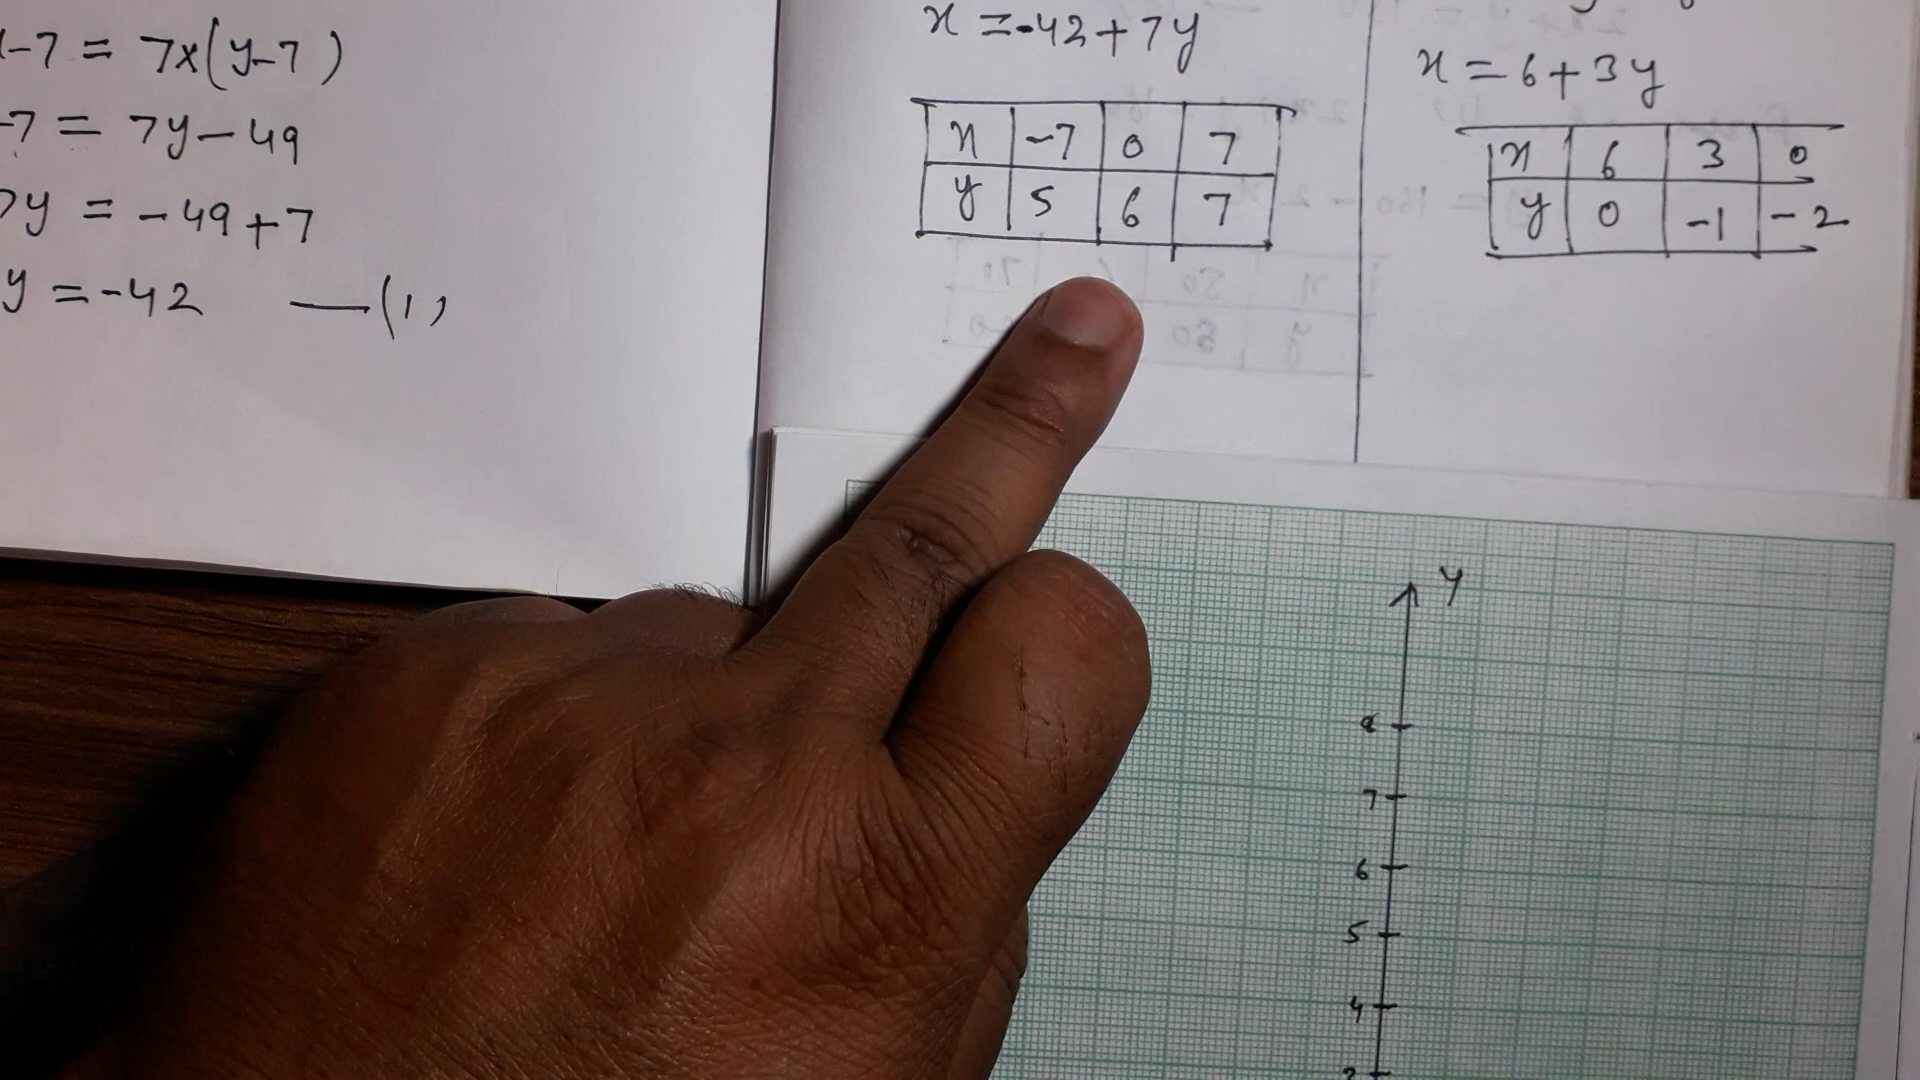 -7 = 7x(y-7)
-7 = 7y-49
7y = -49+7
y = -42 —(1)
x = -42+7y
x -7 0 7
y 5 6 7
x = 6+3y
x 6 3 0
y 0 -1 -2
Y
8
7
6
5
4